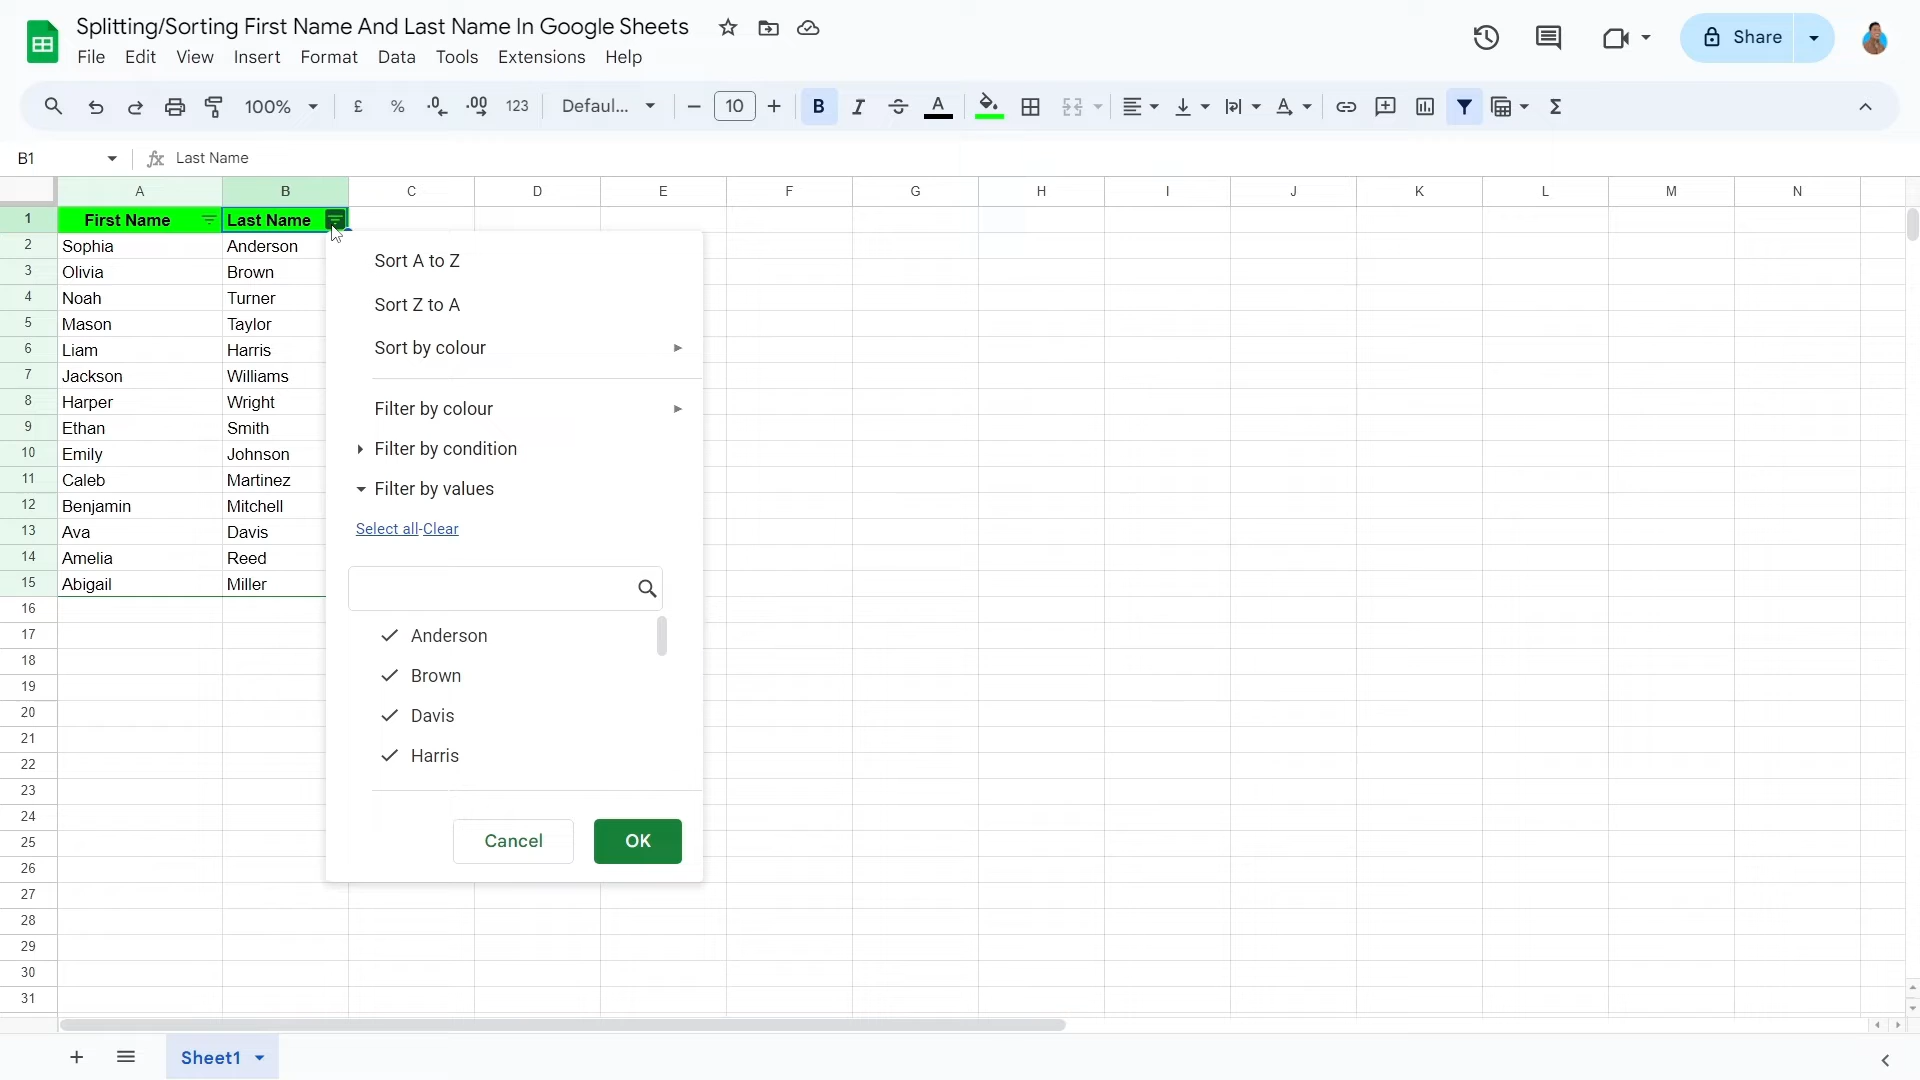 Splitting/Sorting First Name And Last Name In Google Sheets
File Edit View Insert Format Data Tools Extensions Help
Share
100% £ % .0 .00 123 Defaul... 10 B I S A A Σ
B1 fx Last Name
A B C D E F G H I J K L M N
1 First Name Last Name
2 Sophia Anderson
3 Olivia Brown
4 Noah Turner
5 Mason Taylor
6 Liam Harris
7 Jackson Williams
8 Harper Wright
9 Ethan Smith
10 Emily Johnson
11 Caleb Martinez
12 Benjamin Mitchell
13 Ava Davis
14 Amelia Reed
15 Abigail Miller
16
17
18
19
20
21
22
23
24
25
26
27
28
29
30
31
Sort A to Z
Sort Z to A
Sort by colour
Filter by colour
Filter by condition
Filter by values
Select all-Clear
Anderson
Brown
Davis
Harris
Cancel OK
Sheet1